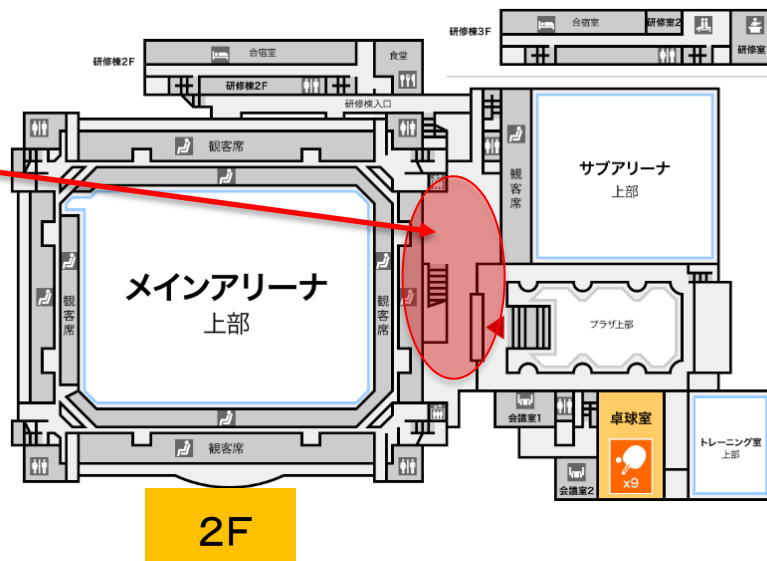 研修棟3F
合宿室
研修室2
研修室
研修棟2F
合宿室
食堂
研修棟2F
研修棟入口
観客席
観客席
サブアリーナ
上部
メインアリーナ
上部
観客席
観客席
プラザ上部
観客席
会議室1
卓球室
x9
会議室2
トレーニング室
上部
2F